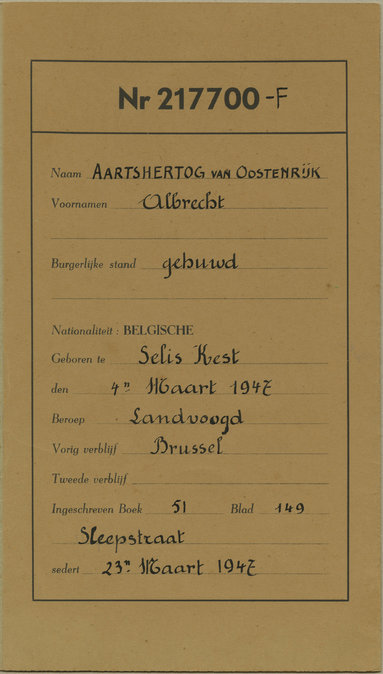 Nr 217700 -F
Naam AARTSHERTOG VAN OOSTENRIJK
Voornamen Albrecht
Burgerlijke stand gehuwd
Nationaliteit : BELGISCHE
Geboren te Selis Kest
den 4n Maart 1947
Beroep Landvoogd
Vorig verblijf Brussel
Tweede verblijf
Ingeschreven Boek 51 Blad 149
Sleepstraat
sedert 23n Maart 1947